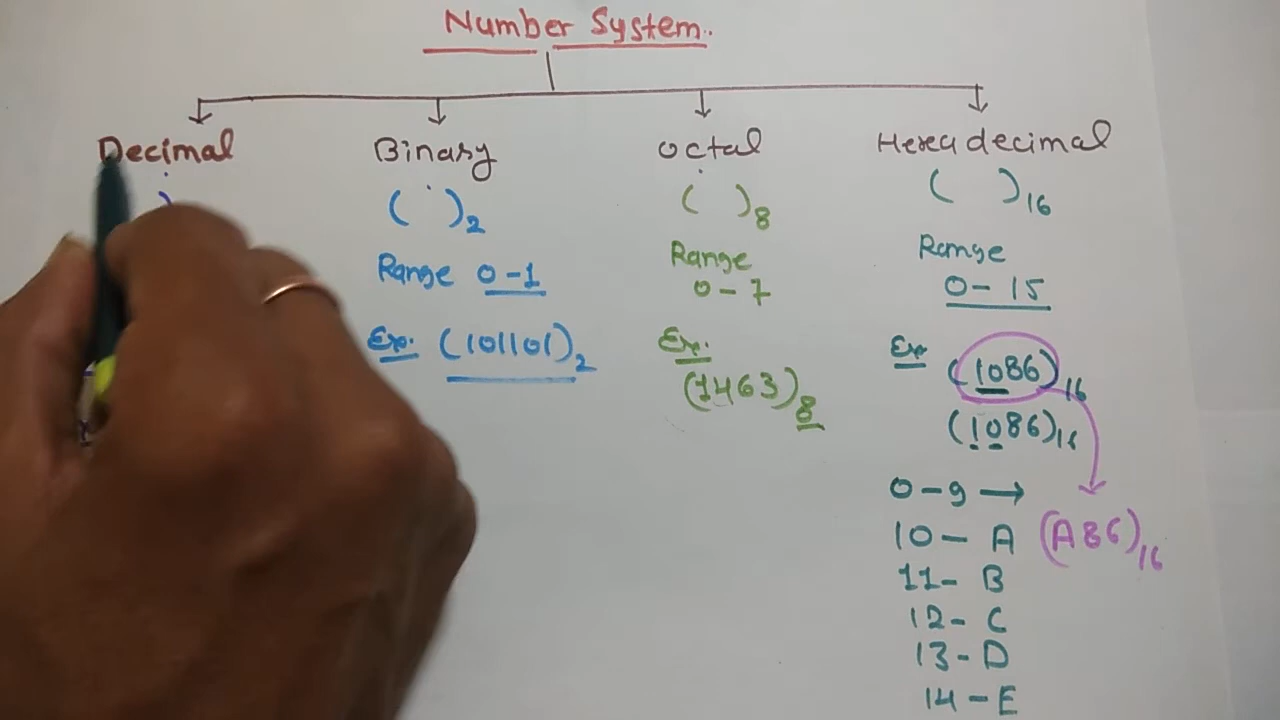 Number System.
Decimal
Binary
( )2
Range 0-1
Exp. (101101)2
Octal
( )8
Range
0-7
Ex.
(1463)8
Hexadecimal
( )16
Range
0-15
Ex (1086)16
(1086)16
0-9 →
10- A (A86)16
11- B
12- C
13-D
14-E